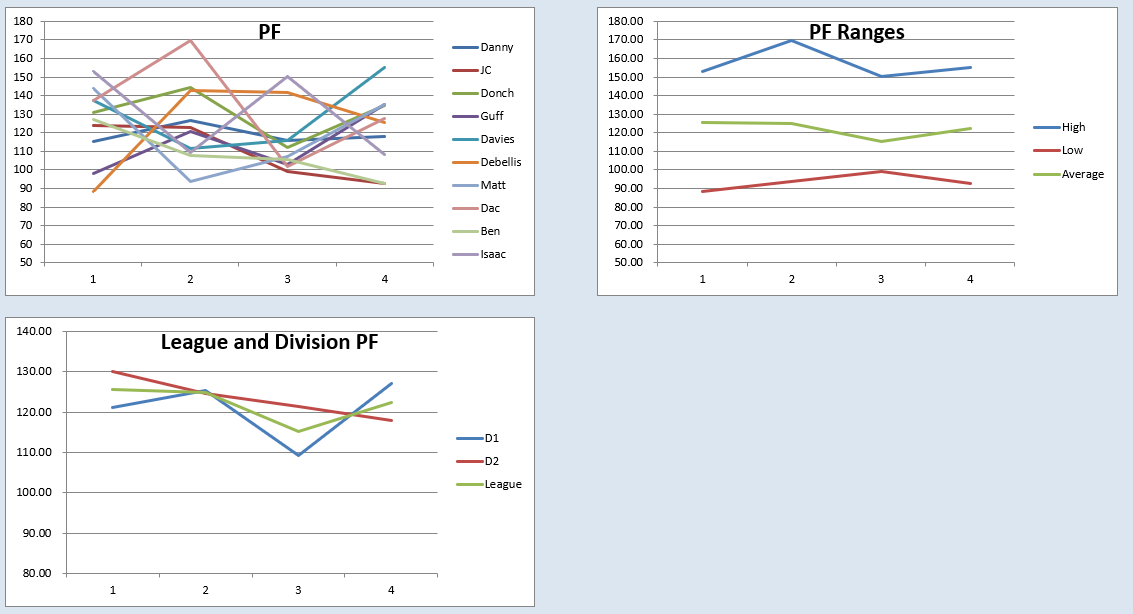 PF
180
170
160
150
140
130
120
110
100
90
80
70
60
50
1 2 3 4
Danny
JC
Donch
Guff
Davies
Debellis
Matt
Dac
Ben
Isaac
PF Ranges
180.00
170.00
160.00
150.00
140.00
130.00
120.00
110.00
100.00
90.00
80.00
70.00
60.00
50.00
1 2 3 4
High
Low
Average
League and Division PF
140.00
130.00
120.00
110.00
100.00
90.00
80.00
1 2 3 4
D1
D2
League